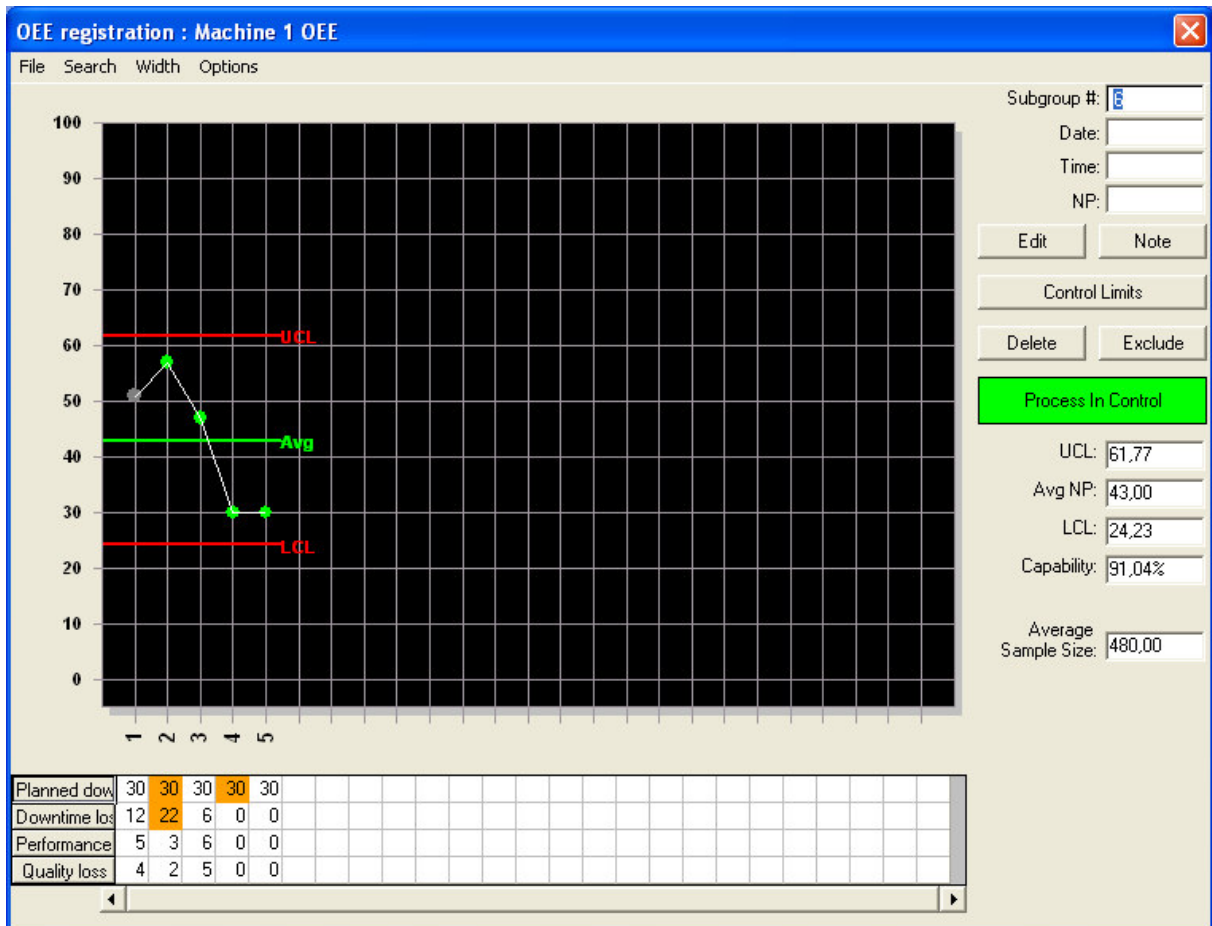 OEE registration : Machine 1 OEE
File Search Width Options
Subgroup #: 6
Date:
Time:
NP:
Edit Note
Control Limits
Delete Exclude
Process In Control
UCL: 61,77
Avg NP: 43,00
LCL: 24,23
Capability: 91,04%
Average
Sample Size: 480,00
100
90
80
70
60
50
40
30
20
10
0
UCL
Avg
LCL
1 2 3 4 5
Planned dow 30 30 30 30 30
Downtime los 12 22 6 0 0
Performance 5 3 6 0 0
Quality loss 4 2 5 0 0